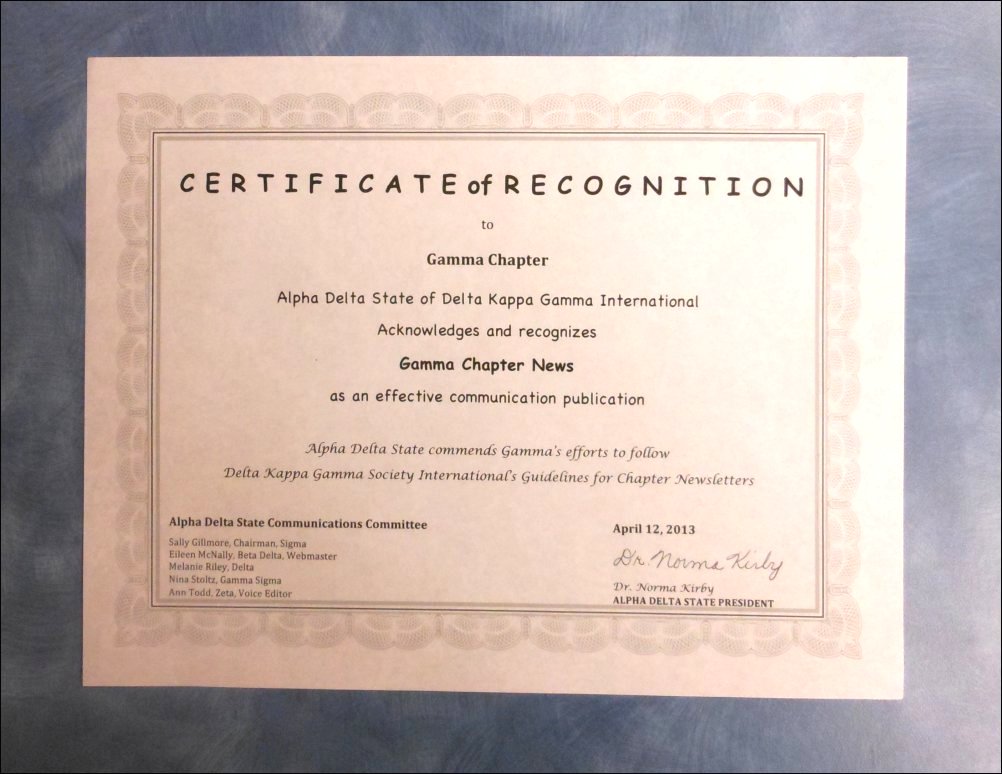 CERTIFICATE of RECOGNITION
to
Gamma Chapter
Alpha Delta State of Delta Kappa Gamma International
Acknowledges and recognizes
Gamma Chapter News
as an effective communication publication
Alpha Delta State commends Gamma's efforts to follow
Delta Kappa Gamma Society International's Guidelines for Chapter Newsletters
Alpha Delta State Communications Committee
Sally Gillmore, Chairman, Sigma
Eileen McNally, Beta Delta, Webmaster
Melanie Riley, Delta
Nina Stoltz, Gamma Sigma
Ann Todd, Zeta, Voice Editor
April 12, 2013
Dr. Norma Kirby
Dr. Norma Kirby
ALPHA DELTA STATE PRESIDENT